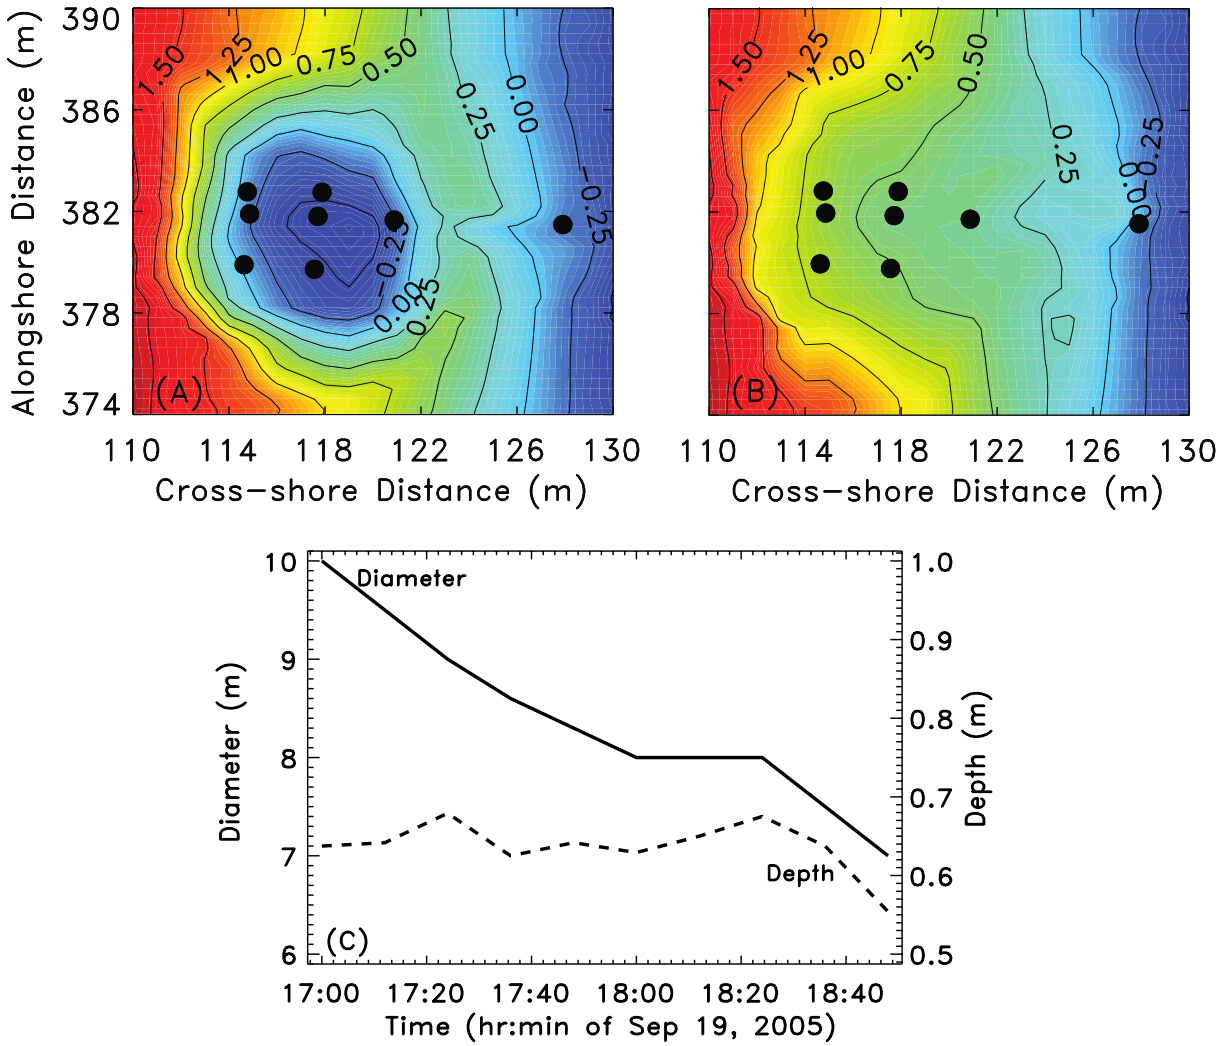 390
386
382
378
374
Alongshore Distance (m)
1.50
1.25
1.00
0.75
0.50
0.25
0.00
−0.25
−0.25
0.00
0.25
(A)
110 114 118 122 126 130
Cross−shore Distance (m)
1.50
1.25
1.00
0.75
0.50
0.25
0.00
−0.25
(B)
110 114 118 122 126 130
Cross−shore Distance (m)
10
9
8
7
6
Diameter (m)
Diameter
Depth
(C)
1.0
0.9
0.8
0.7
0.6
0.5
Depth (m)
17:00 17:20 17:40 18:00 18:20 18:40
Time (hr:min of Sep 19, 2005)